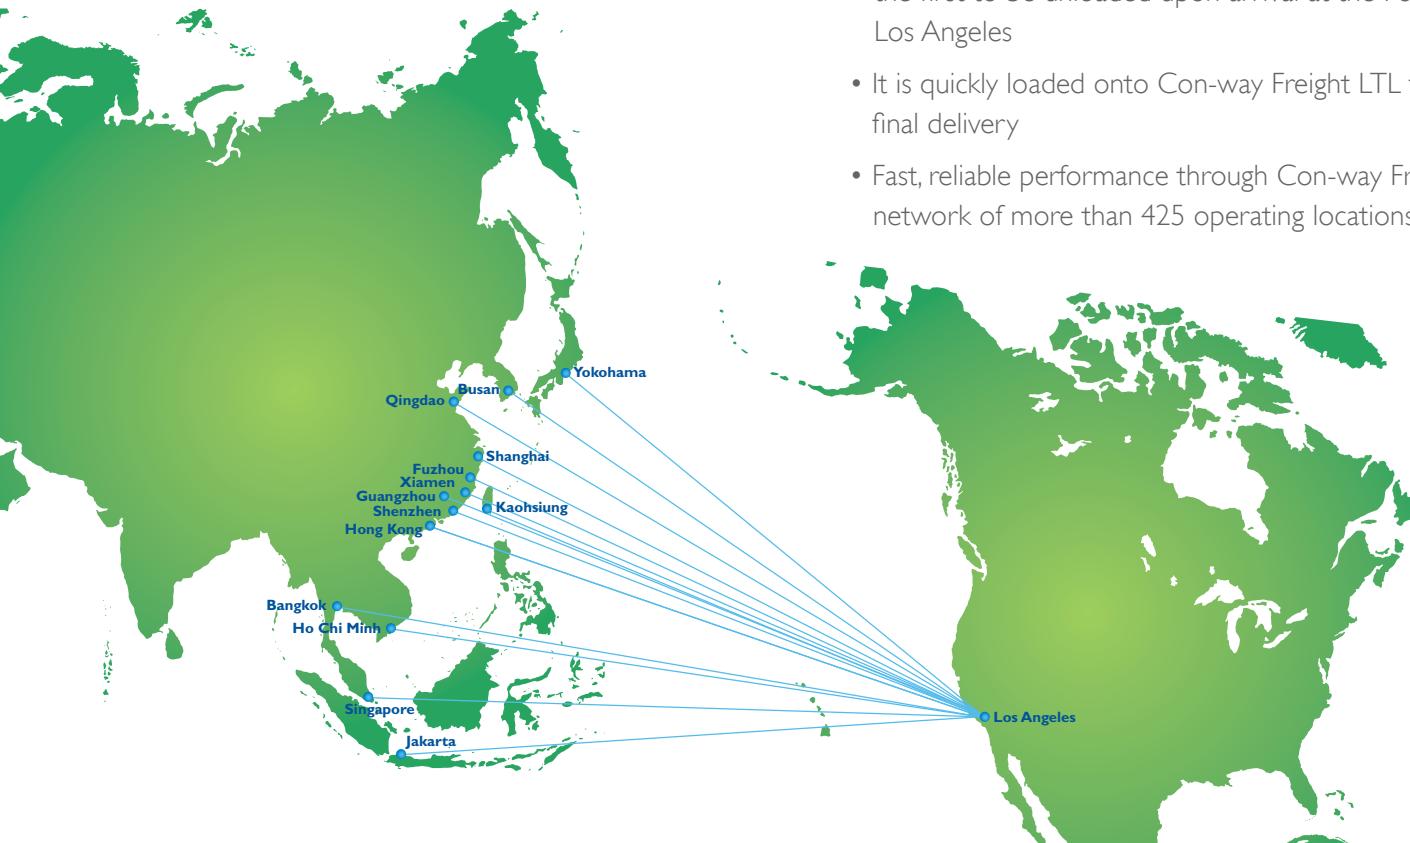 Los Angeles
• It is quickly loaded onto Con-way Freight LTL
final delivery
• Fast, reliable performance through Con-way
network of more than 425 operating locations
Yokohama
Busan
Qingdao
Shanghai
Fuzhou
Xiamen
Guangzhou
Kaohsiung
Shenzhen
Hong Kong
Bangkok
Ho Chi Minh
Singapore
Los Angeles
Jakarta